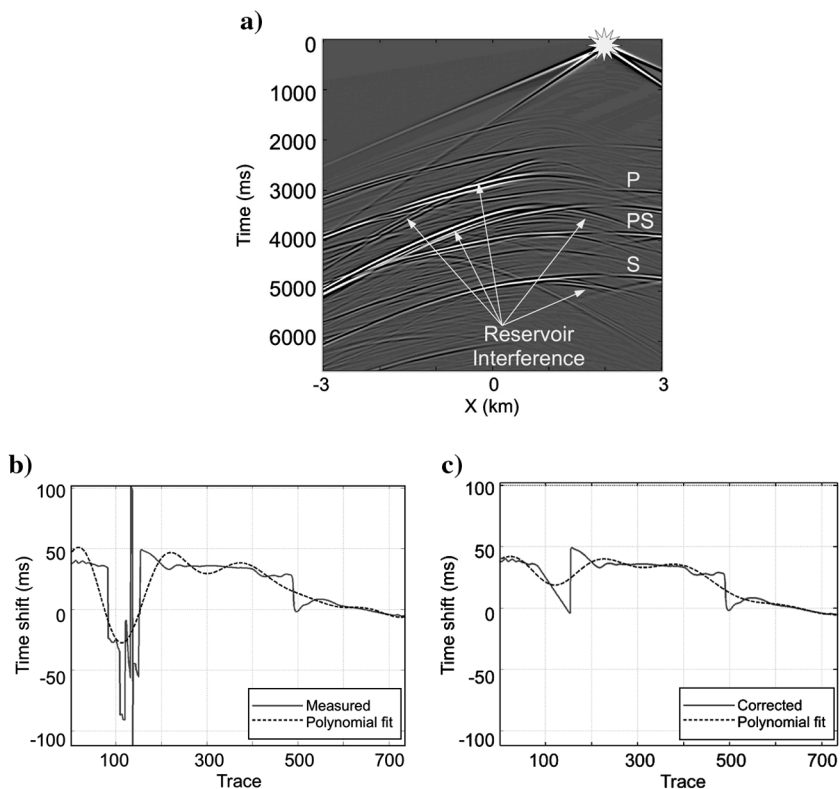 a)
0
1000
2000
3000
4000
5000
6000
Time (ms)
P
PS
S
Reservoir
Interference
-3
0
3
X (km)
b)
100
50
0
-50
-100
Time shift (ms)
Measured
Polynomial fit
100
300
500
700
Trace
c)
100
50
0
-50
-100
Time shift (ms)
Corrected
Polynomial fit
100
300
500
700
Trace